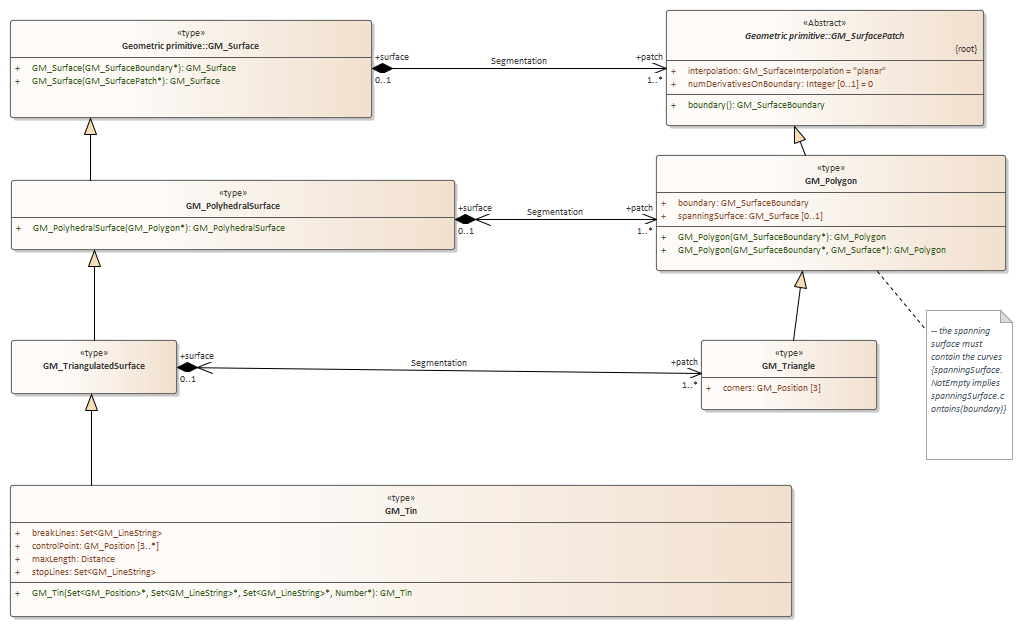 «type»
Geometric primitive::GM_Surface
+ GM_Surface(GM_SurfaceBoundary*): GM_Surface
+ GM_Surface(GM_SurfacePatch*): GM_Surface
+surface
0..1
Segmentation
+patch
1..*
«Abstract»
Geometric primitive::GM_SurfacePatch
{root}
+ interpolation: GM_SurfaceInterpolation = "planar"
+ numDerivativesOnBoundary: Integer [0..1] = 0
+ boundary(): GM_SurfaceBoundary
«type»
GM_PolyhedralSurface
+ GM_PolyhedralSurface(GM_Polygon*): GM_PolyhedralSurface
+surface
0..1
Segmentation
+patch
1..*
«type»
GM_Polygon
+ boundary: GM_SurfaceBoundary
+ spanningSurface: GM_Surface [0..1]
+ GM_Polygon(GM_SurfaceBoundary*): GM_Polygon
+ GM_Polygon(GM_SurfaceBoundary*, GM_Surface*): GM_Polygon
-- the spanning
surface must
contain the curves
{spanningSurface.
NotEmpty implies
spanningSurface.c
ontains(boundary)}
«type»
GM_TriangulatedSurface
+surface
0..1
Segmentation
+patch
1..*
«type»
GM_Triangle
+ corners: GM_Position [3]
«type»
GM_Tin
+ breakLines: Set<GM_LineString>
+ controlPoint: GM_Position [3..*]
+ maxLength: Distance
+ stopLines: Set<GM_LineString>
+ GM_Tin(Set<GM_Position>*, Set<GM_LineString>*, Set<GM_LineString>*, Number*): GM_Tin